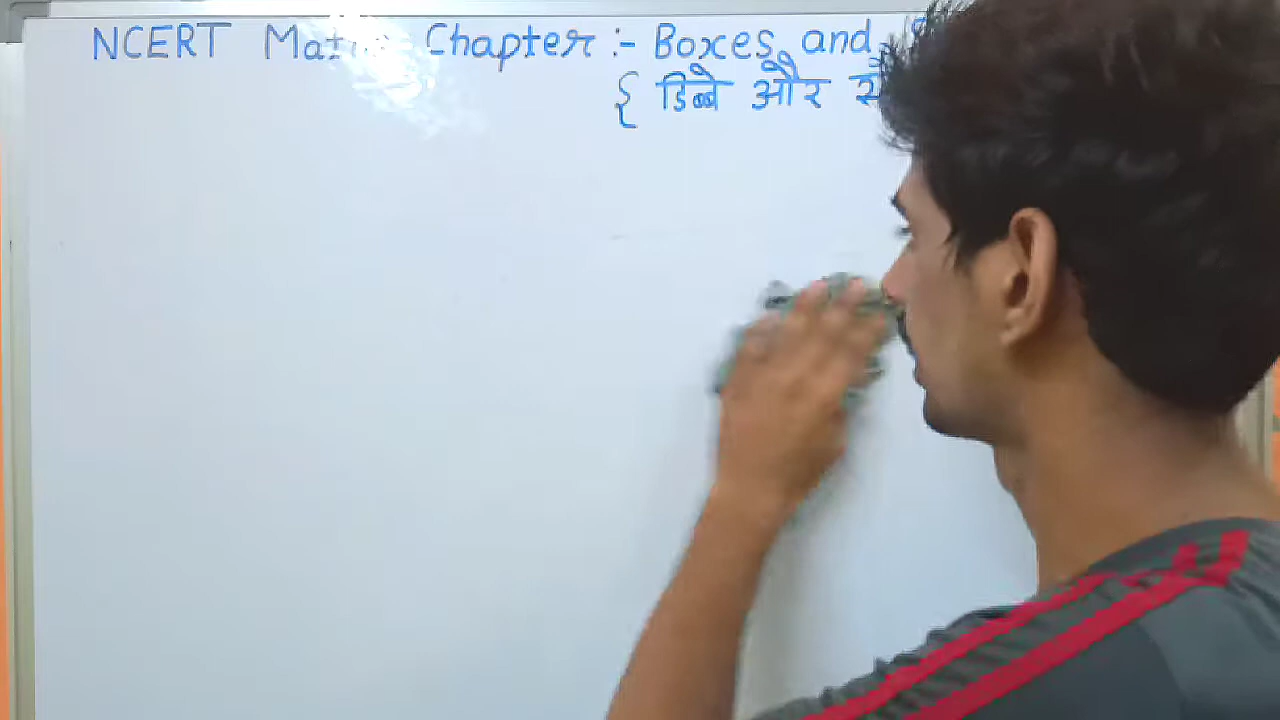 NCERT Chapter :- Boxes and
{ डिब्बे और